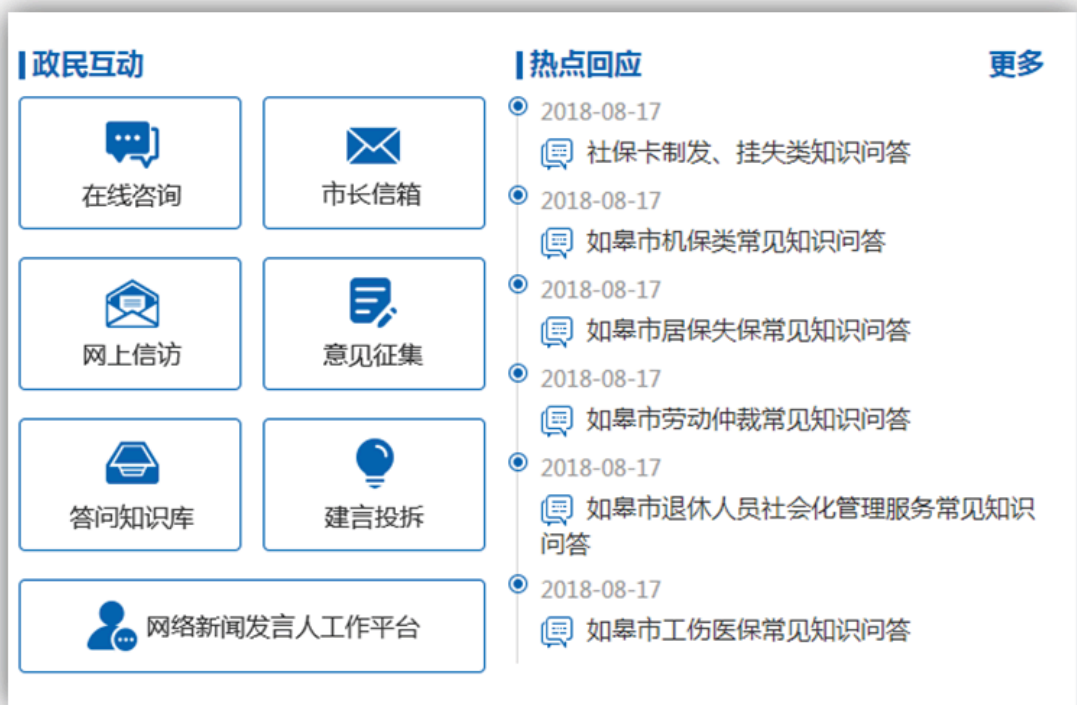 政民互动
在线咨询
市长信箱
网上信访
意见征集
答问知识库
建言投拆
网络新闻发言人工作平台
热点回应
更多
2018-08-17
社保卡制发、挂失类知识问答
2018-08-17
如皋市机保类常见知识问答
2018-08-17
如皋市居保失保常见知识问答
2018-08-17
如皋市劳动仲裁常见知识问答
2018-08-17
如皋市退休人员社会化管理服务常见知识
问答
2018-08-17
如皋市工伤医保常见知识问答